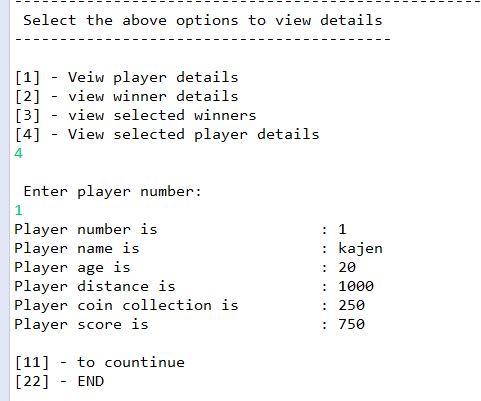 ----------------------------------------------------
Select the above options to view details
-----------------------------------------
[1] - Veiw player details
[2] - view winner details
[3] - view selected winners
[4] - View selected player details
4
Enter player number:
1
Player number is : 1
Player name is : kajen
Player age is : 20
Player distance is : 1000
Player coin collection is : 250
Player score is : 750
[11] - to countinue
[22] - END